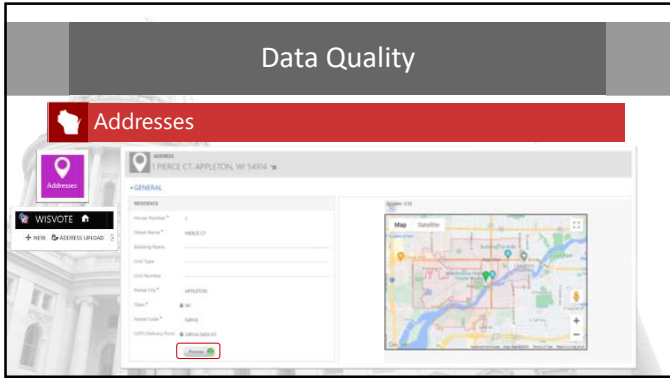 Data Quality
Addresses
Addresses
ADDRESS
1 PIERCE CT, APPLETON, WI 54914
WISVOTE
+ NEW ADDRESS UPLOAD
GENERAL
RESIDENCE
House Number *
Street Name * PIERCE CT
Building Name
Unit Type
Unit Number
Postal City * APPLETON
State * WI
Postal Code * 54914
USPS Delivery Point
Process
Map Satellite
Appleton